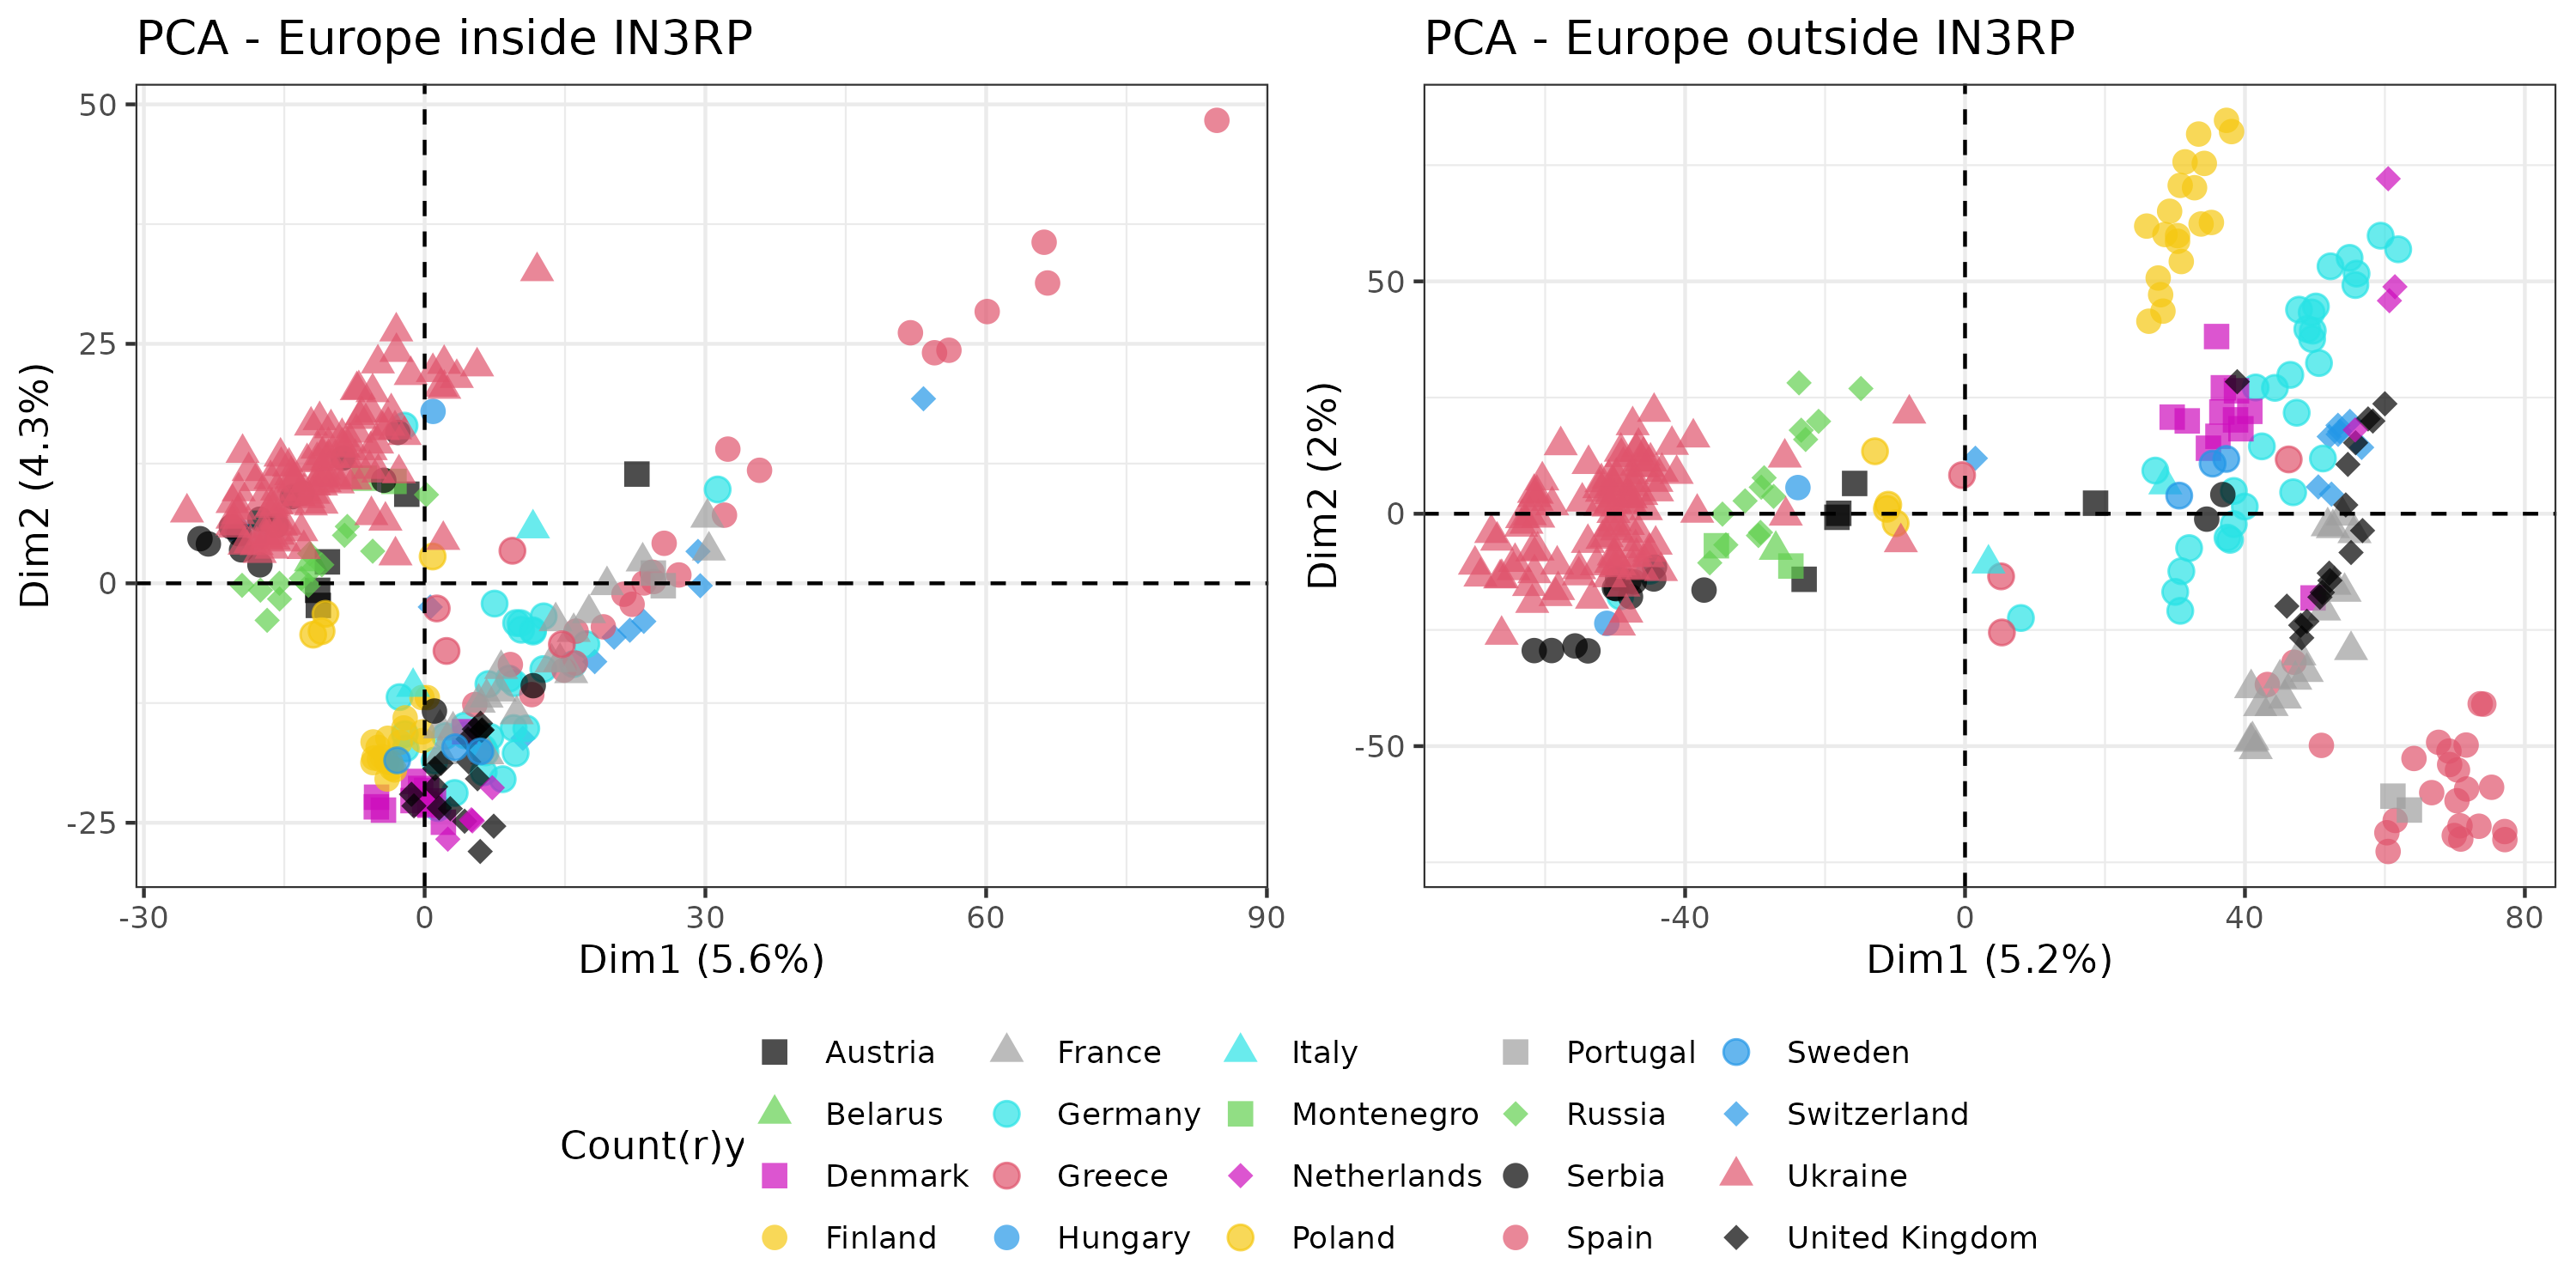 PCA - Europe inside IN3RP
50
25
0
-25
-30 0 30 60 90
Dim1 (5.6%)
Dim2 (4.3%)
PCA - Europe outside IN3RP
50
0
-50
-40 0 40 80
Dim1 (5.2%)
Dim2 (2%)
Count(r)y
Austria France Italy Portugal Sweden
Belarus Germany Montenegro Russia Switzerland
Denmark Greece Netherlands Serbia Ukraine
Finland Hungary Poland Spain United Kingdom